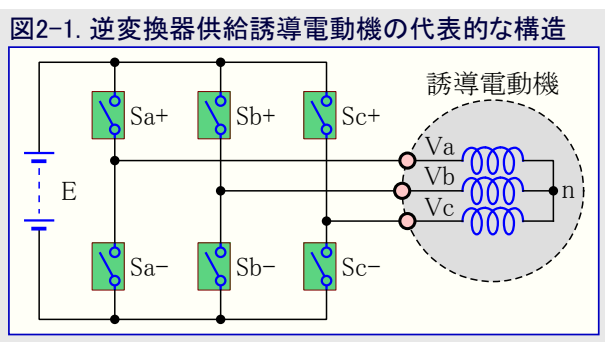 図2-1. 逆変換器供給誘導電動機の代表的な構造
誘導電動機
Sa+
Sb+
Sc+
Va
Vb
Vc
n
E
Sa−
Sb−
Sc−